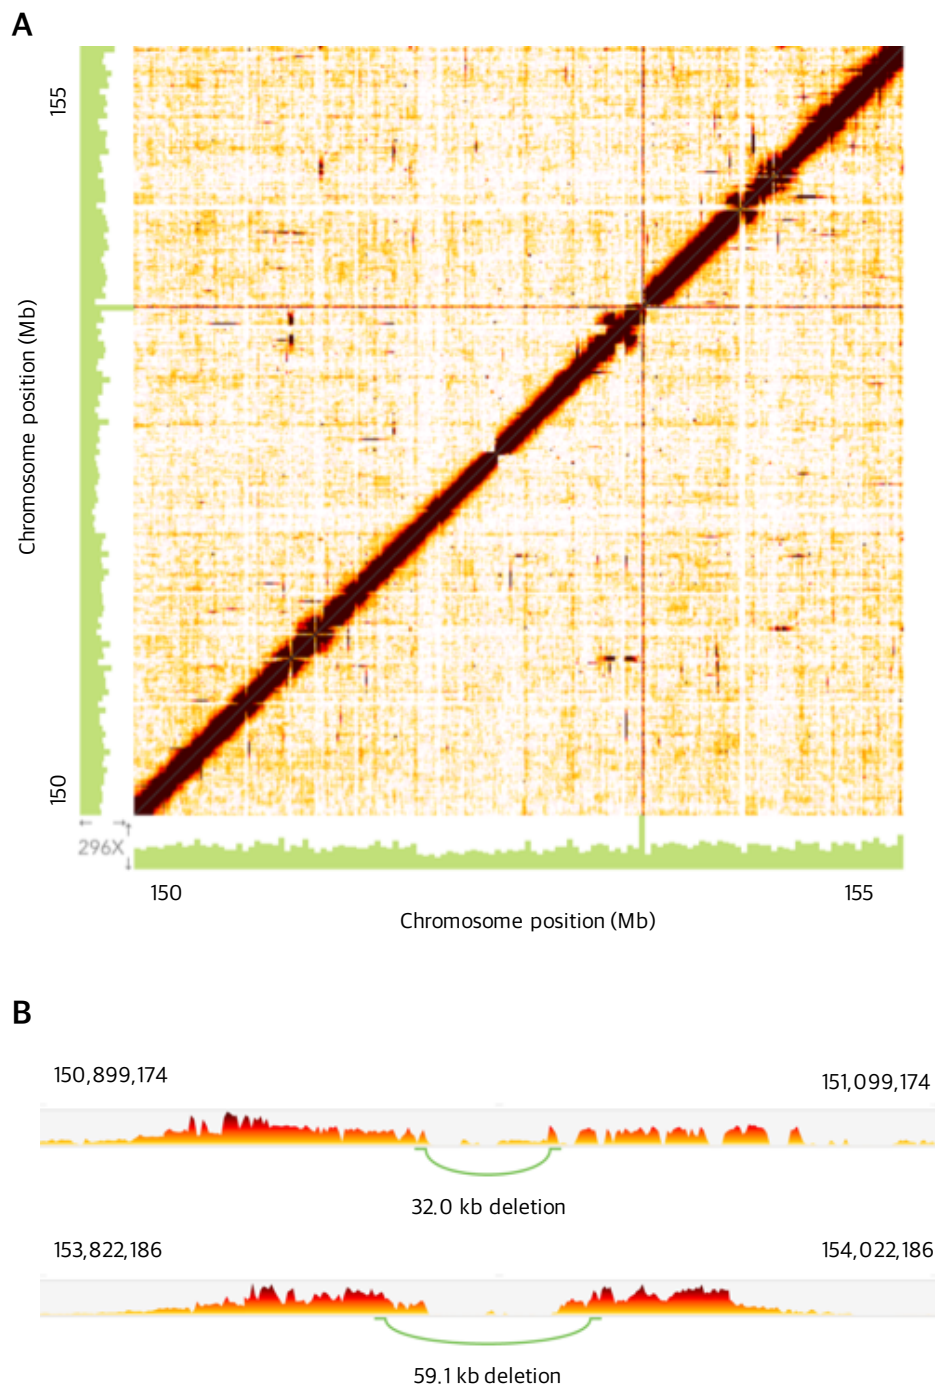 A
155
Chromosome position (Mb)
150
296X
150
155
Chromosome position (Mb)
B
150,899,174
151,099,174
32.0 kb deletion
153,822,186
154,022,186
59.1 kb deletion